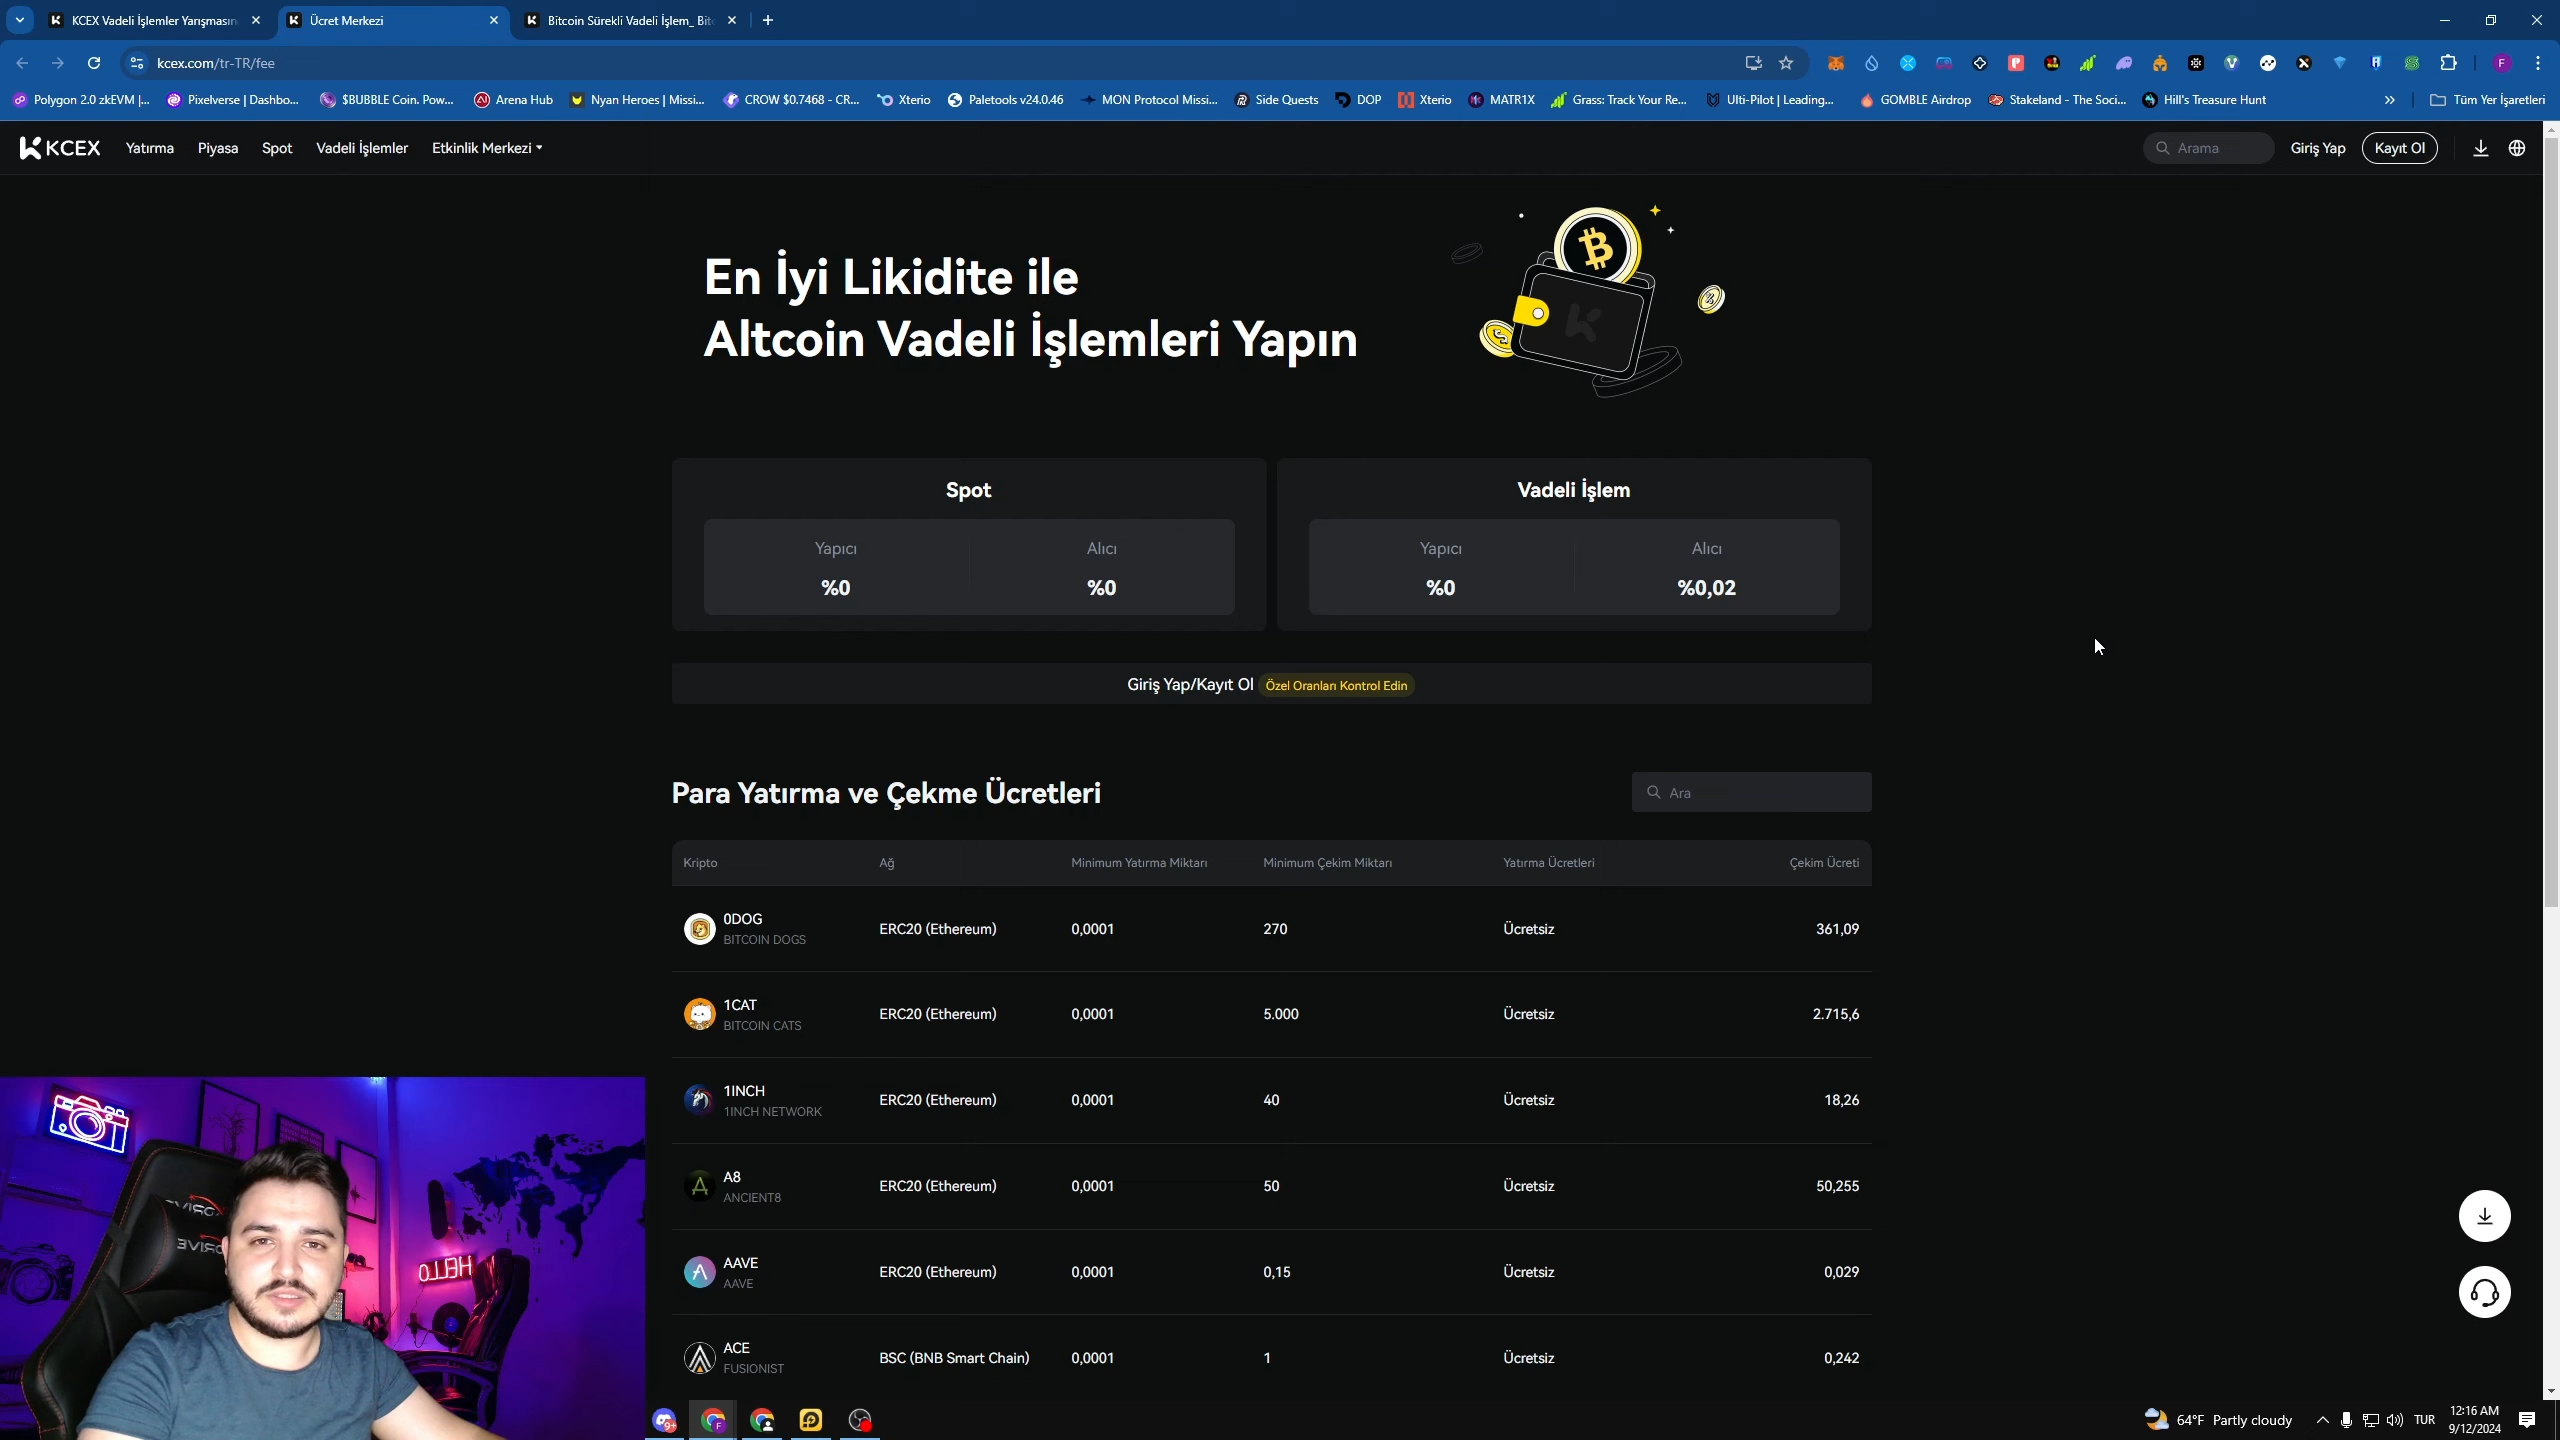 KCEX Vadeli İşlemler Yarışmasın
Ücret Merkezi
Bitcoin Sürekli Vadeli İşlem_ Bit
kcex.com/tr-TR/fee
Polygon 2.0 zkEVM |...
Pixelverse | Dashbo...
$BUBBLE Coin. Pow...
Arena Hub
Nyan Heroes | Missi...
CROW $0.7468 - CR...
Xterio
Paletools v24.0.46
MON Protocol Missi...
Side Quests
DOP
Xterio
MATR1X
Grass: Track Your Re...
Ulti-Pilot | Leading...
GOMBLE Airdrop
Stakeland - The Soci...
Hill's Treasure Hunt
Tüm Yer İşaretleri
KCEX
Yatırma
Piyasa
Spot
Vadeli İşlemler
Etkinlik Merkezi
Arama
Giriş Yap
Kayıt Ol
En İyi Likidite ile
Altcoin Vadeli İşlemleri Yapın
Spot
Yapıcı
Alıcı
%0
%0
Vadeli İşlem
Yapıcı
Alıcı
%0
%0,02
Giriş Yap/Kayıt Ol Özel Oranları Kontrol Edin
Para Yatırma ve Çekme Ücretleri
Ara
Kripto Ağ Minimum Yatırma Miktarı Minimum Çekim Miktarı Yatırma Ücretleri Çekim Ücreti
0DOG
BITCOIN DOGS
ERC20 (Ethereum) 0,0001 270 Ücretsiz 361,09
1CAT
BITCOIN CATS
ERC20 (Ethereum) 0,0001 5.000 Ücretsiz 2.715,6
1INCH
1INCH NETWORK
ERC20 (Ethereum) 0,0001 40 Ücretsiz 18,26
A8
ANCIENT8
ERC20 (Ethereum) 0,0001 50 Ücretsiz 50,255
AAVE
AAVE
ERC20 (Ethereum) 0,0001 0,15 Ücretsiz 0,029
ACE
FUSIONIST
BSC (BNB Smart Chain) 0,0001 1 Ücretsiz 0,242
HELLO
9+
64°F Partly cloudy
TUR
12:16 AM
9/12/2024